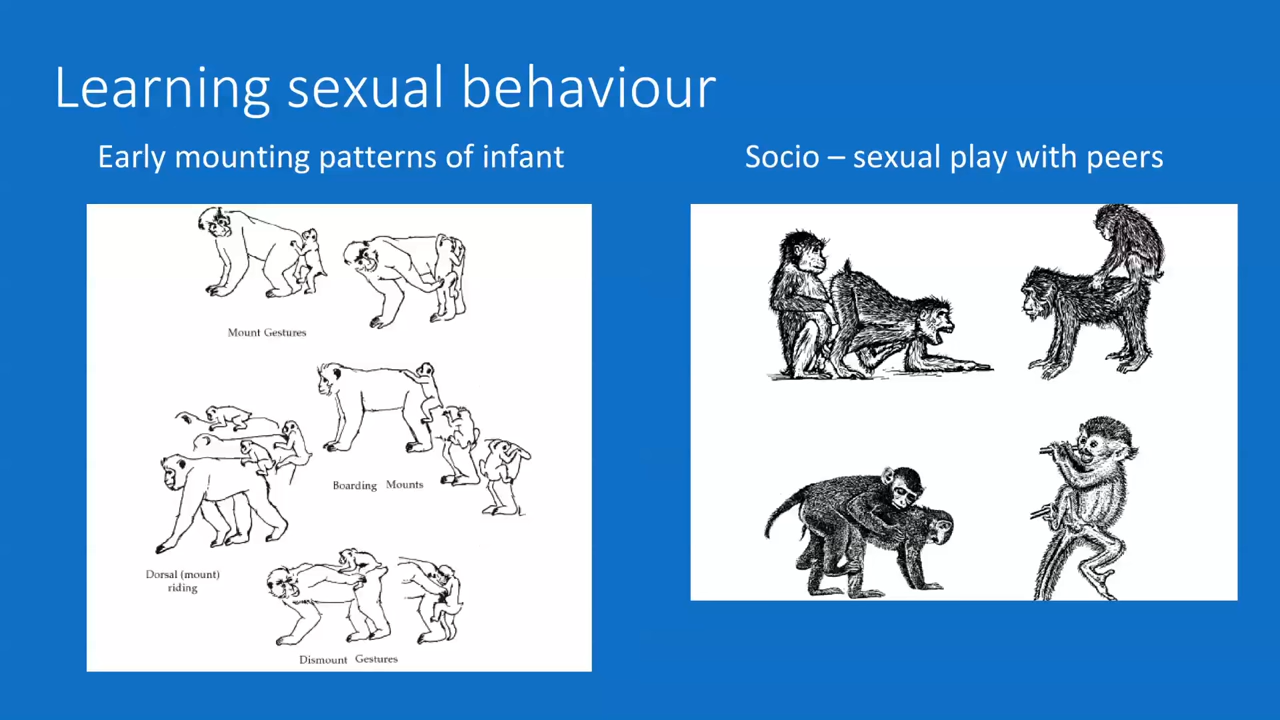 Learning sexual behaviour
Early mounting patterns of infant
Socio – sexual play with peers
Mount Gestures
Boarding Mounts
Dorsal (mount)
riding
Dismount Gestures